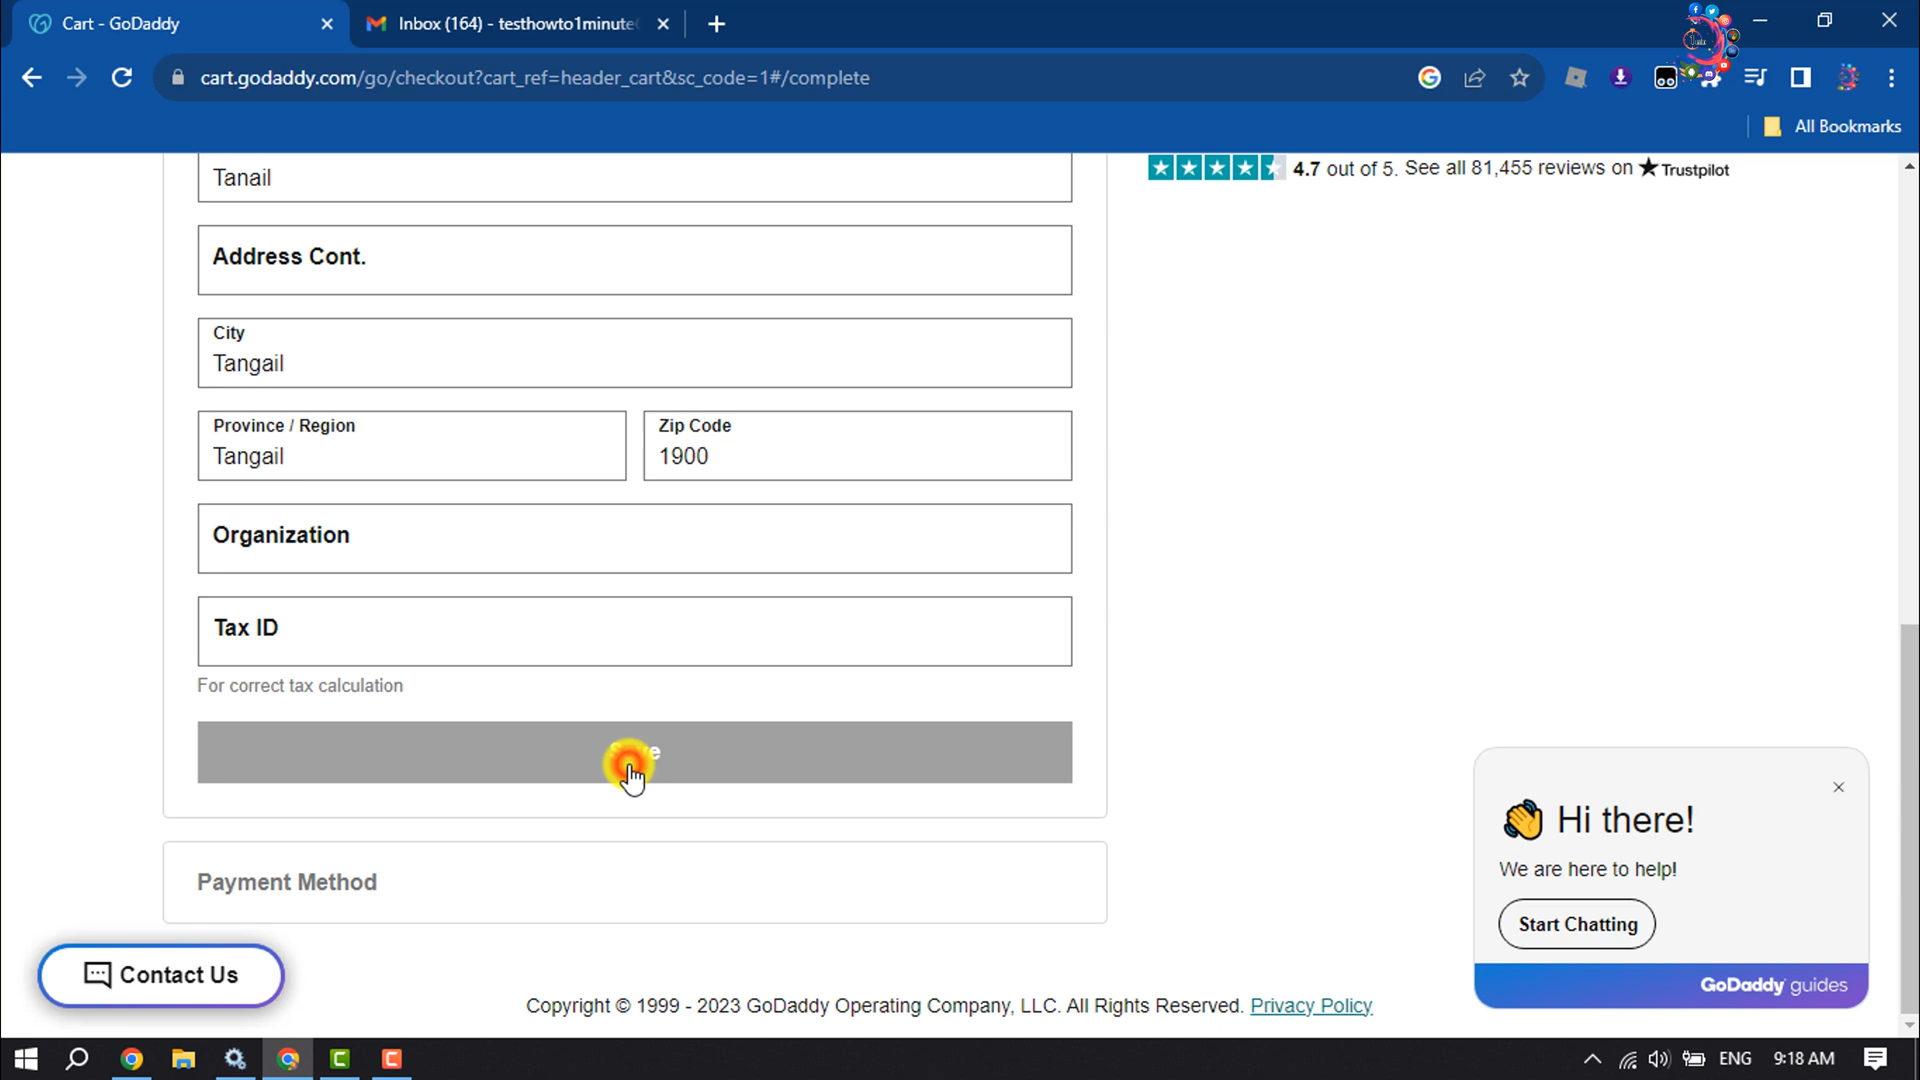 Cart - GoDaddy
Inbox (164) - testhowto1minute
cart.godaddy.com/go/checkout?cart_ref=header_cart&sc_code=1#/complete
All Bookmarks
Tanail
4.7 out of 5. See all 81,455 reviews on Trustpilot
Address Cont.
City
Tangail
Province / Region
Tangail
Zip Code
1900
Organization
Tax ID
For correct tax calculation
Payment Method
Hi there!
We are here to help!
Start Chatting
GoDaddy guides
Contact Us
Copyright © 1999 - 2023 GoDaddy Operating Company, LLC. All Rights Reserved. Privacy Policy
ENG
9:18 AM